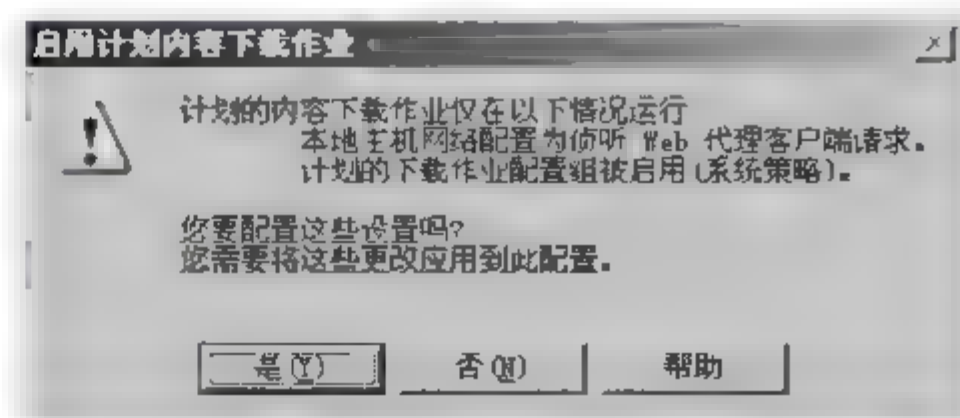 启用计划内容下载作业
计划的内容下载作业仅在以下情况运行
本地主机网络配置为侦听 Web 代理客户端请求。
计划的下载作业配置组被启用(系统策略)。
您要配置这些设置吗?
您需要将这些更改应用到此配置。
是(Y) 否(N) 帮助